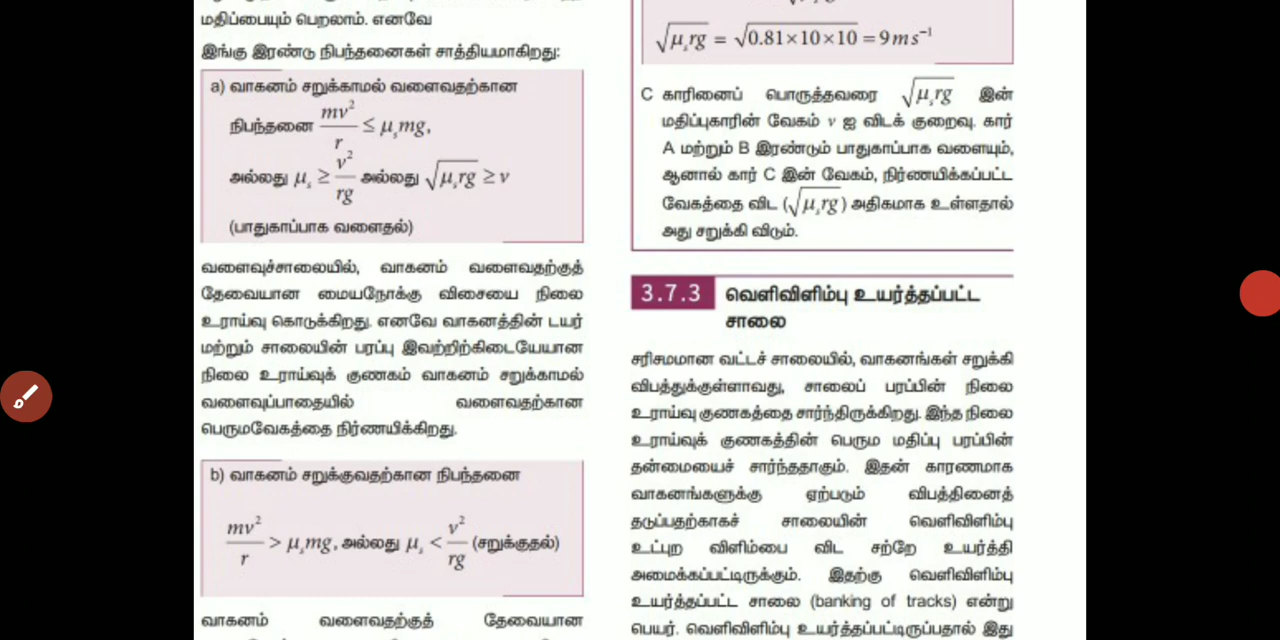 மதிப்பையும் பெறலாம். எனவே
இங்கு இரண்டு நிபந்தனைகள் சாத்தியமாகிறது:
a) வாகனம் சறுக்காமல் வளைவதற்கான
நிபந்தனை mv²/r ≤ μₛmg,
அல்லது μₛ ≥ v²/rg அல்லது √μₛrg ≥ v
(பாதுகாப்பாக வளைதல்)
வளைவுச்சாலையில், வாகனம் வளைவதற்குத்
தேவையான மையநோக்கு விசையை நிலை
உராய்வு கொடுக்கிறது. எனவே வாகனத்தின் டயர்
மற்றும் சாலையின் பரப்பு இவற்றிற்கிடையேயான
நிலை உராய்வுக் குணகம் வாகனம் சறுக்காமல்
வளைவுப்பாதையில் வளைவதற்கான
பெருமவேகத்தை நிர்ணயிக்கிறது.
b) வாகனம் சறுக்குவதற்கான நிபந்தனை
mv²/r > μₛmg, அல்லது μₛ < v²/rg (சறுக்குதல்)
வாகனம் வளைவதற்குத் தேவையான
√μₛrg = √0.81×10×10 = 9ms⁻¹
C காரினைப் பொருத்தவரை √μₛrg இன்
மதிப்புகாரின் வேகம் v ஐ விடக் குறைவு. கார்
A மற்றும் B இரண்டும் பாதுகாப்பாக வளையும்,
ஆனால் கார் C இன் வேகம், நிர்ணயிக்கப்பட்ட
வேகத்தை விட (√μₛrg) அதிகமாக உள்ளதால்
அது சறுக்கி விடும்.
3.7.3 வெளிவிளிம்பு உயர்த்தப்பட்ட
சாலை
சரிசமமான வட்டச் சாலையில், வாகனங்கள் சறுக்கி
விபத்துக்குள்ளாவது, சாலைப் பரப்பின் நிலை
உராய்வு குணகத்தை சார்ந்திருக்கிறது. இந்த நிலை
உராய்வுக் குணகத்தின் பெரும மதிப்பு பரப்பின்
தன்மையைச் சார்ந்ததாகும். இதன் காரணமாக
வாகனங்களுக்கு ஏற்படும் விபத்தினைத்
தடுப்பதற்காகச் சாலையின் வெளிவிளிம்பு
உட்புற விளிம்பை விட சற்றே உயர்த்தி
அமைக்கப்பட்டிருக்கும். இதற்கு வெளிவிளிம்பு
உயர்த்தப்பட்ட சாலை (banking of tracks) என்று
பெயர். வெளிவிளிம்பு உயர்த்தப்பட்டிருப்பதால் இது